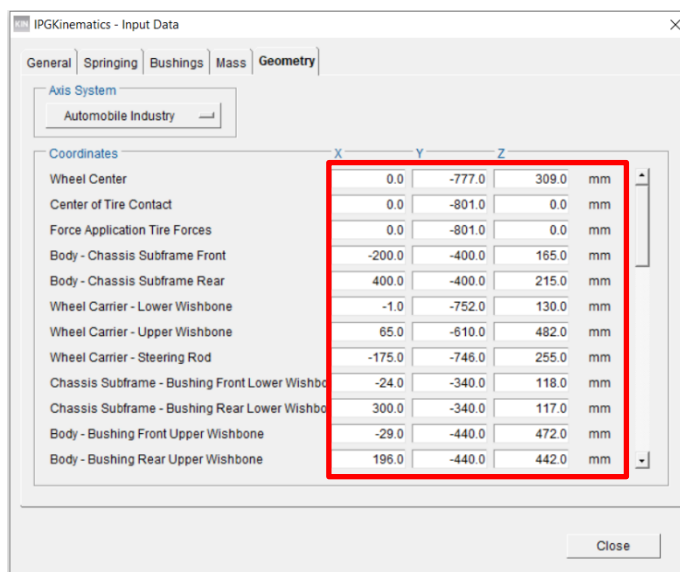 KIN IPGKinematics - Input Data
General Springing Bushings Mass Geometry
Axis System
Automobile Industry
Coordinates X Y Z
Wheel Center 0.0 -777.0 309.0 mm
Center of Tire Contact 0.0 -801.0 0.0 mm
Force Application Tire Forces 0.0 -801.0 0.0 mm
Body - Chassis Subframe Front -200.0 -400.0 165.0 mm
Body - Chassis Subframe Rear 400.0 -400.0 215.0 mm
Wheel Carrier - Lower Wishbone -1.0 -752.0 130.0 mm
Wheel Carrier - Upper Wishbone 65.0 -610.0 482.0 mm
Wheel Carrier - Steering Rod -175.0 -746.0 255.0 mm
Chassis Subframe - Bushing Front Lower Wishbo -24.0 -340.0 118.0 mm
Chassis Subframe - Bushing Rear Lower Wishbo 300.0 -340.0 117.0 mm
Body - Bushing Front Upper Wishbone -29.0 -440.0 472.0 mm
Body - Bushing Rear Upper Wishbone 196.0 -440.0 442.0 mm
Close